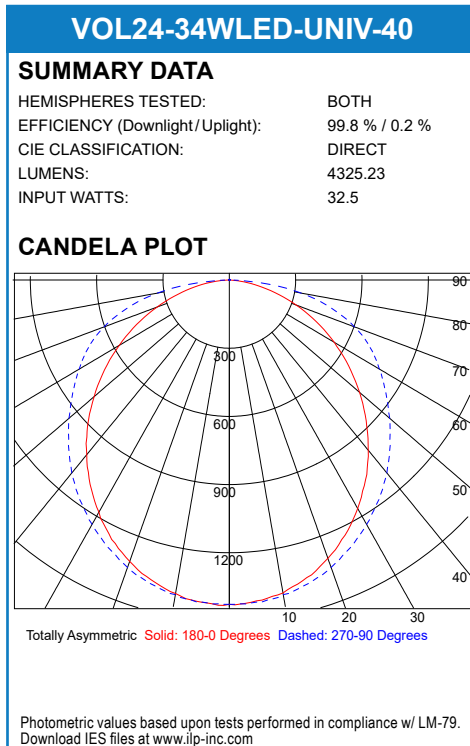 VOL24-34WLED-UNIV-40
SUMMARY DATA
HEMISPHERES TESTED: BOTH
EFFICIENCY (Downlight/Uplight): 99.8 % / 0.2 %
CIE CLASSIFICATION: DIRECT
LUMENS: 4325.23
INPUT WATTS: 32.5
CANDELA PLOT
90
80
300
70
600
60
900
50
1200
40
10 20 30
Totally Asymmetric Solid: 180-0 Degrees Dashed: 270-90 Degrees
Photometric values based upon tests performed in compliance w/ LM-79.
Download IES files at www.ilp-inc.com